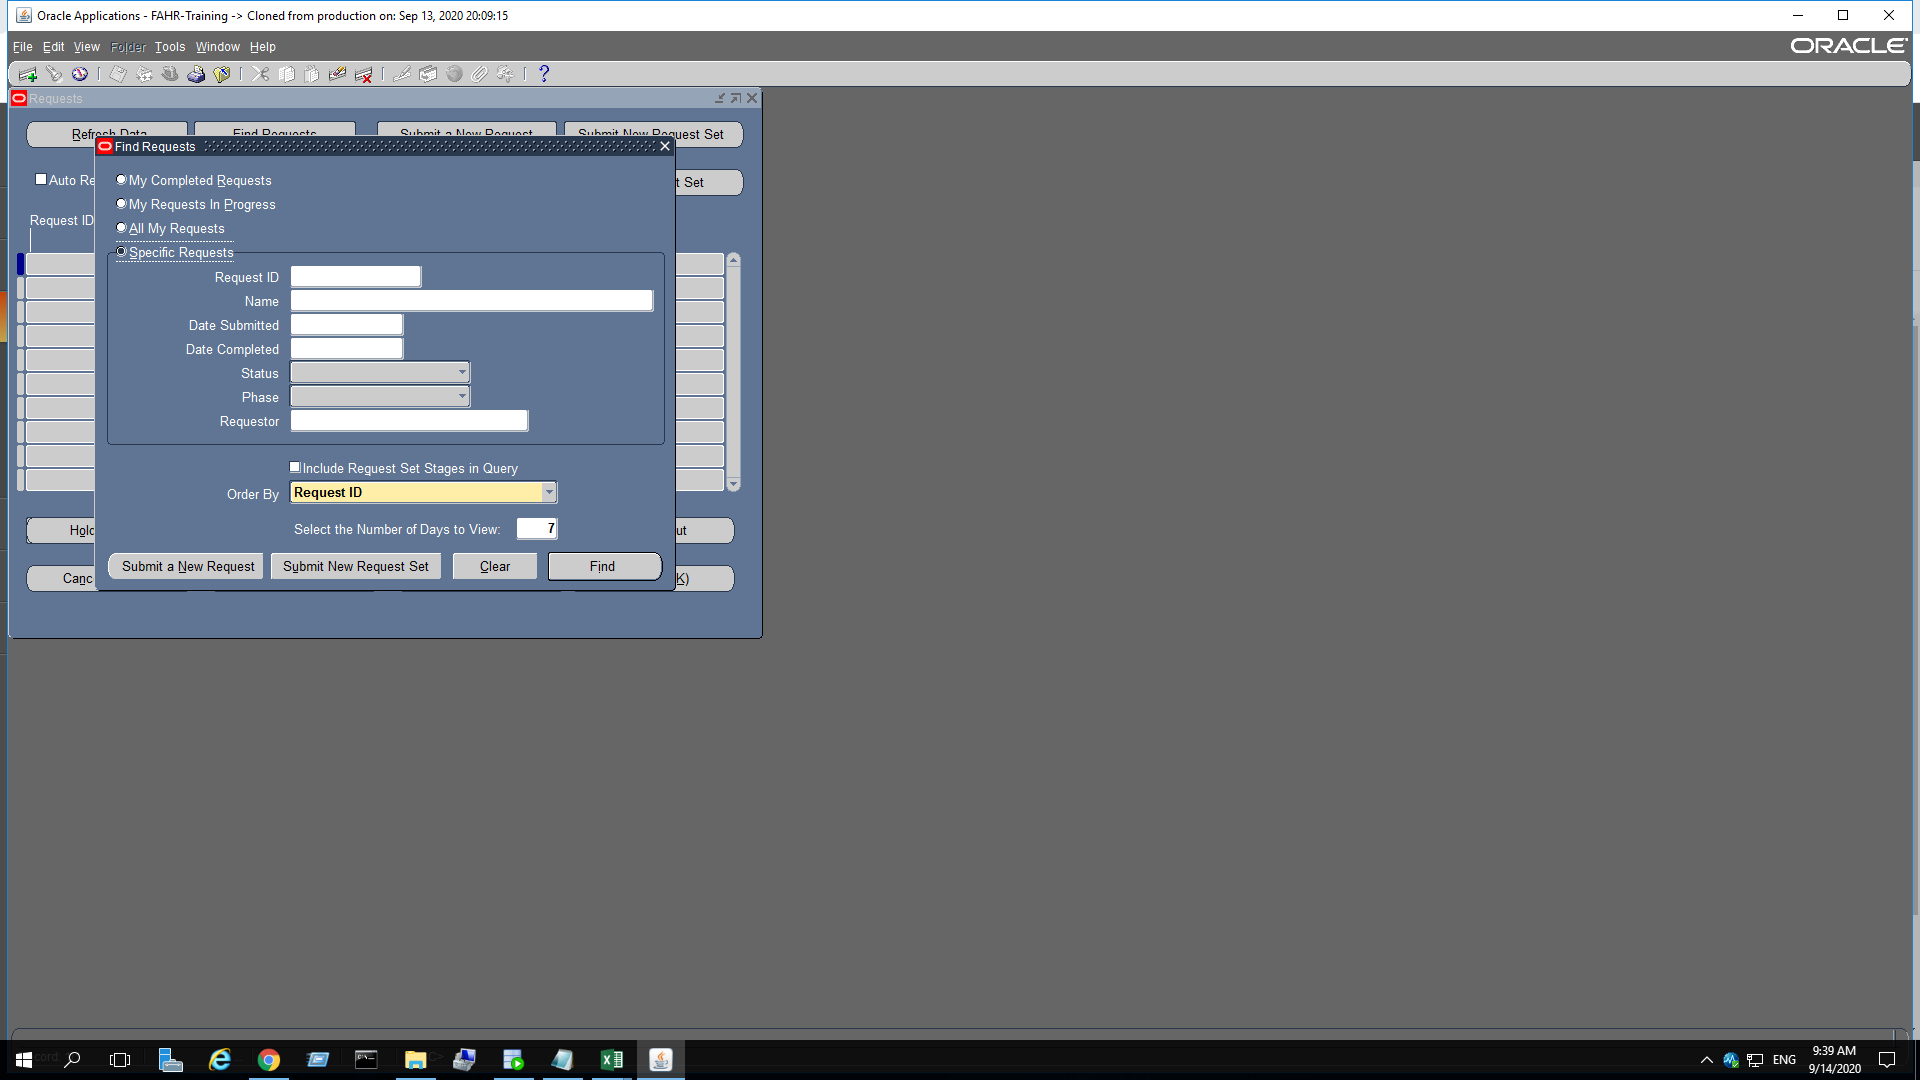 Oracle Applications - FAHR-Training -> Cloned from production on: Sep 13, 2020 20:09:15
File Edit View Folder Tools Window Help
ORACLE
Requests
Refresh Data Find Requests Submit a New Request Submit New Request Set
Find Requests
Auto Re
t Set
My Completed Requests
My Requests In Progress
Request ID
All My Requests
Specific Requests
Request ID
Name
Date Submitted
Date Completed
Status
Phase
Requestor
Include Request Set Stages in Query
Order By Request ID
Select the Number of Days to View: 7
Hold
ut
Submit a New Request Submit New Request Set Clear Find
Canc
K)
ENG
9:39 AM
9/14/2020